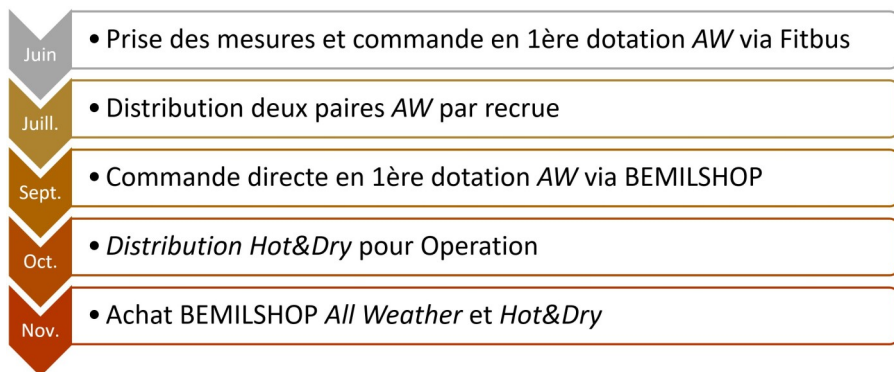 Juin
• Prise des mesures et commande en 1ère dotation AW via Fitbus
Juill.
• Distribution deux paires AW par recrue
Sept.
• Commande directe en 1ère dotation AW via BEMILSHOP
Oct.
• Distribution Hot&Dry pour Operation
Nov.
• Achat BEMILSHOP All Weather et Hot&Dry